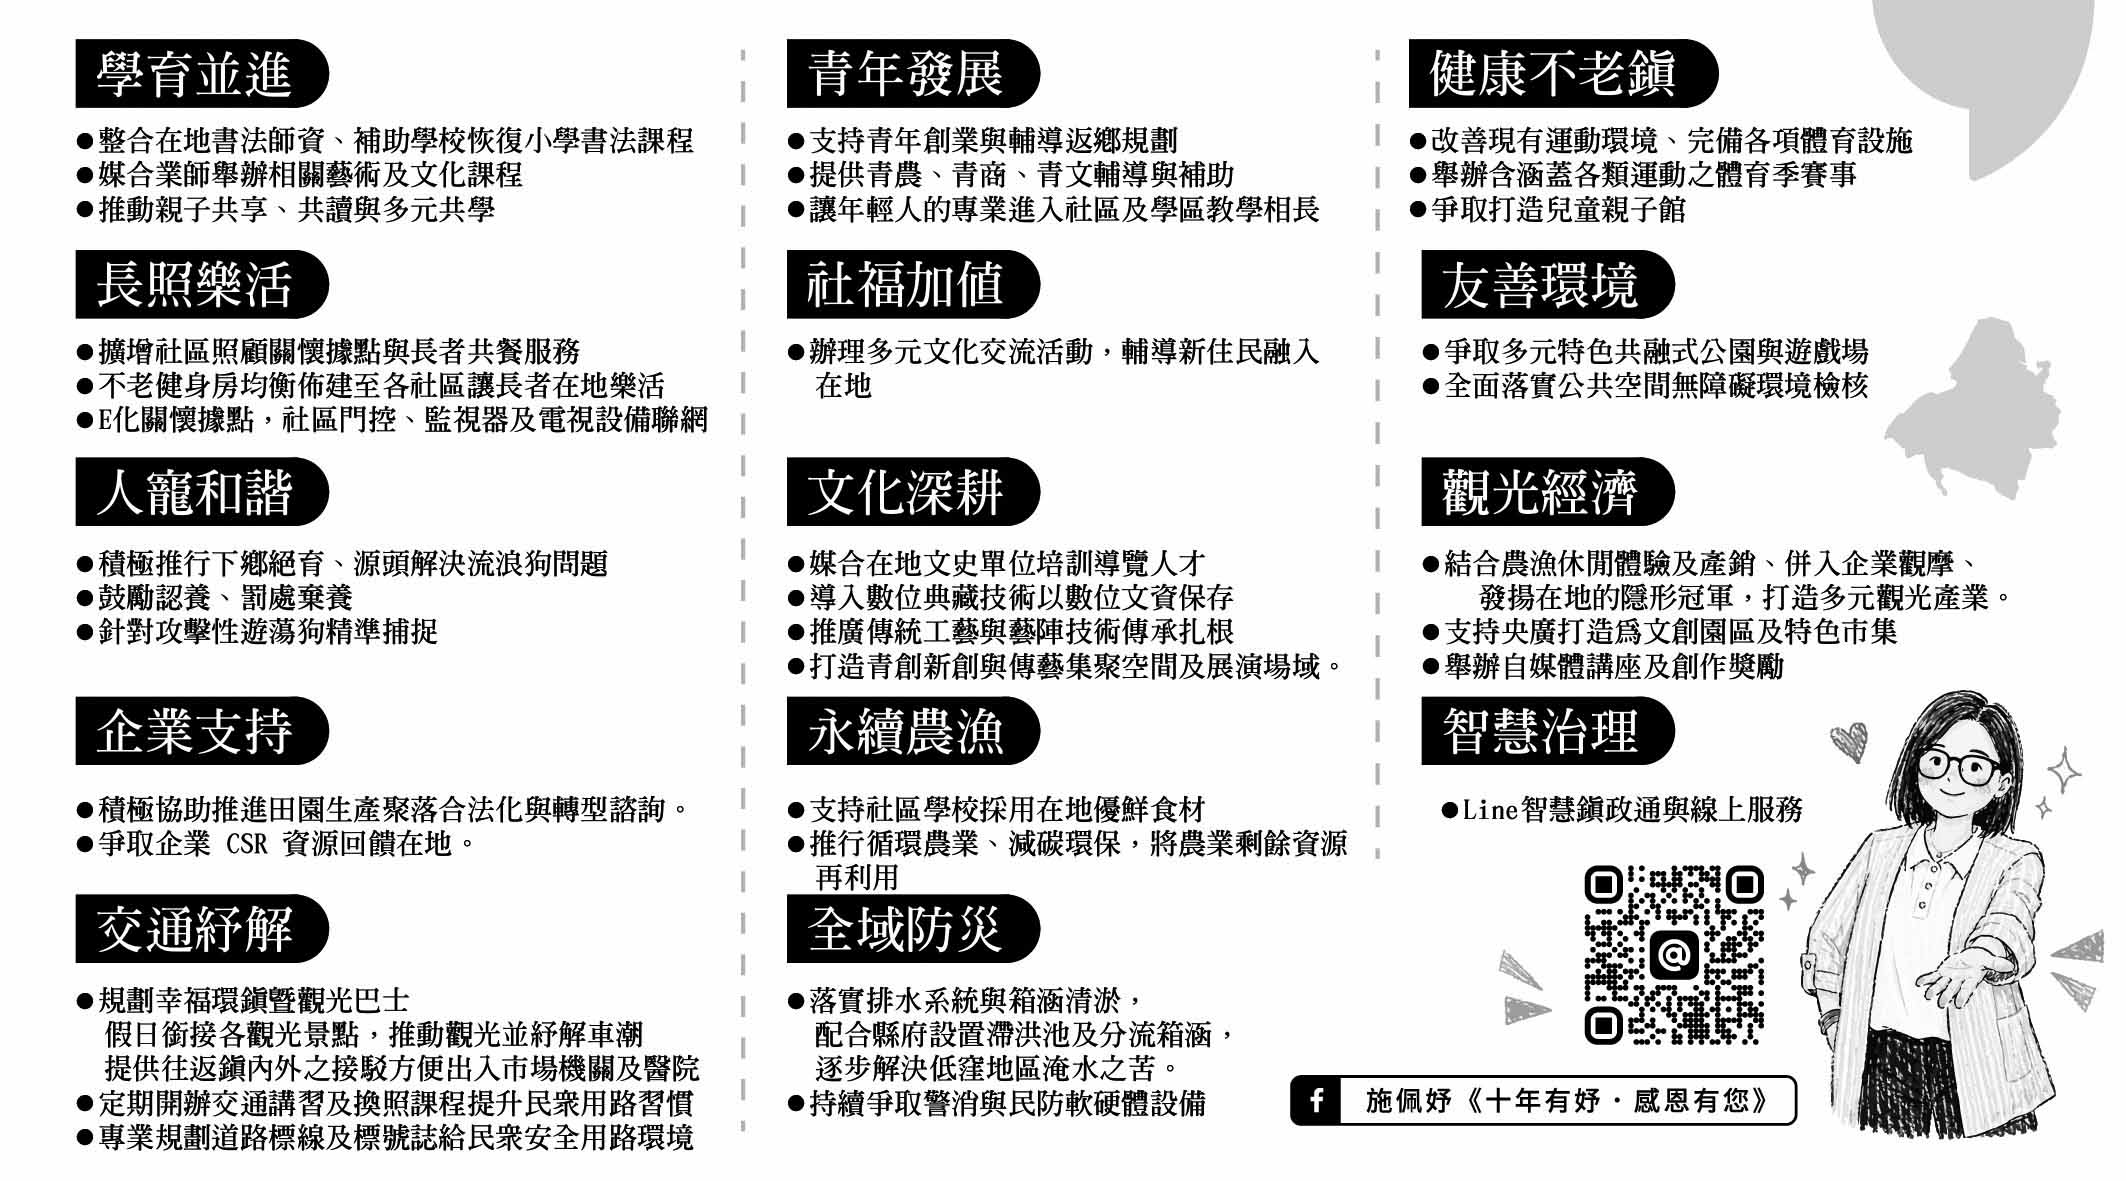 學育並進
●整合在地書法師資、補助學校恢復小學書法課程
●媒合業師舉辦相關藝術及文化課程
●推動親子共享、共讀與多元共學
長照樂活
●擴增社區照顧關懷據點與長者共餐服務
●不老健身房均衡佈建至各社區讓長者在地樂活
●E化關懷據點，社區門控、監視器及電視設備聯網
人寵和諧
●積極推行下鄉絕育、源頭解決流浪狗問題
●鼓勵認養、罰處棄養
●針對攻擊性遊蕩狗精準捕捉
企業支持
●積極協助推進田園生產聚落合法化與轉型諮詢。
●爭取企業 CSR 資源回饋在地。
交通紓解
●規劃幸福環鎮暨觀光巴士
假日銜接各觀光景點，推動觀光並紓解車潮
提供往返鎮內外之接駁方便出入市場機關及醫院
●定期開辦交通講習及換照課程提升民眾用路習慣
●專業規劃道路標線及標號誌給民眾安全用路環境
青年發展
●支持青年創業與輔導返鄉規劃
●提供青農、青商、青文輔導與補助
●讓年輕人的專業進入社區及學區教學相長
社福加值
●辦理多元文化交流活動，輔導新住民融入
在地
文化深耕
●媒合在地文史單位培訓導覽人才
●導入數位典藏技術以數位文資保存
●推廣傳統工藝與藝陣技術傳承扎根
●打造青創新創與傳藝集聚空間及展演場域。
永續農漁
●支持社區學校採用在地優鮮食材
●推行循環農業、減碳環保，將農業剩餘資源
再利用
全域防災
●落實排水系統與箱涵清淤，
配合縣府設置滯洪池及分流箱涵，
逐步解決低窪地區淹水之苦。
●持續爭取警消與民防軟硬體設備
健康不老鎮
●改善現有運動環境、完備各項體育設施
●舉辦含涵蓋各類運動之體育季賽事
●爭取打造兒童親子館
友善環境
●爭取多元特色共融式公園與遊戲場
●全面落實公共空間無障礙環境檢核
觀光經濟
●結合農漁休閒體驗及產銷、併入企業觀摩、
發揚在地的隱形冠軍，打造多元觀光產業。
●支持央廣打造為文創園區及特色市集
●舉辦自媒體講座及創作獎勵
智慧治理
●Line智慧鎮政通與線上服務
@
f 施佩妤《十年有妤．感恩有您》